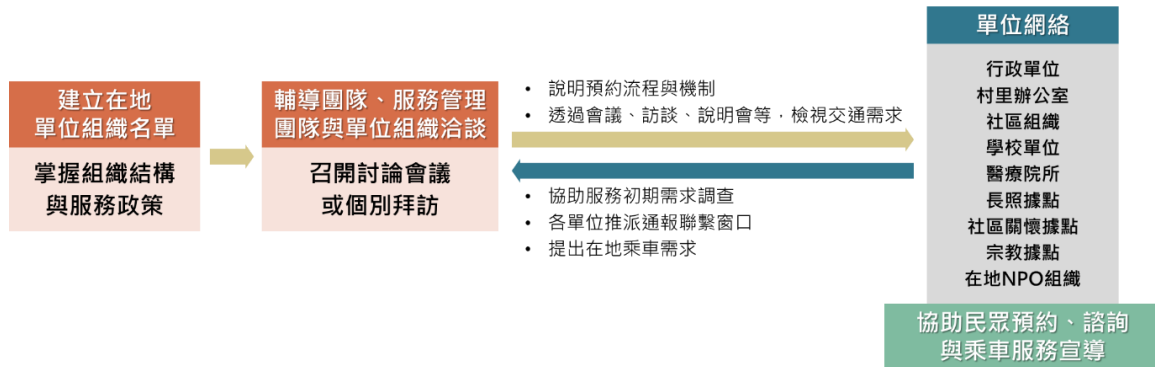 建立在地
單位組織名單
掌握組織結構
與服務政策
輔導團隊、服務管理
團隊與單位組織洽談
召開討論會議
或個別拜訪
• 說明預約流程與機制
• 透過會議、訪談、說明會等，檢視交通需求
• 協助服務初期需求調查
• 各單位推派通報聯繫窗口
• 提出在地乘車需求
單位網絡
行政單位
村里辦公室
社區組織
學校單位
醫療院所
長照據點
社區關懷據點
宗教據點
在地NPO組織
協助民眾預約、諮詢
與乘車服務宣導